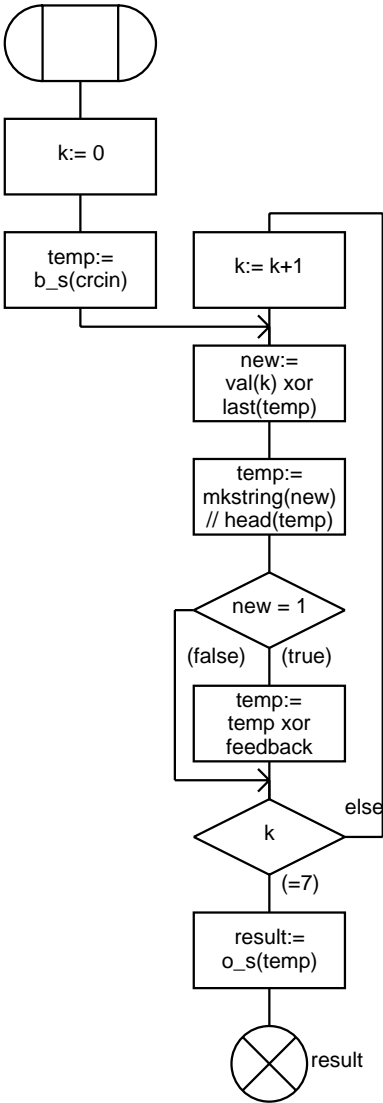 k:= 0
temp:=
b_s(crcin)
k:= k+1
new:=
val(k) xor
last(temp)
temp:=
mkstring(new)
// head(temp)
new = 1
(false)
(true)
temp:=
temp xor
feedback
else
k
(=7)
result:=
o_s(temp)
result